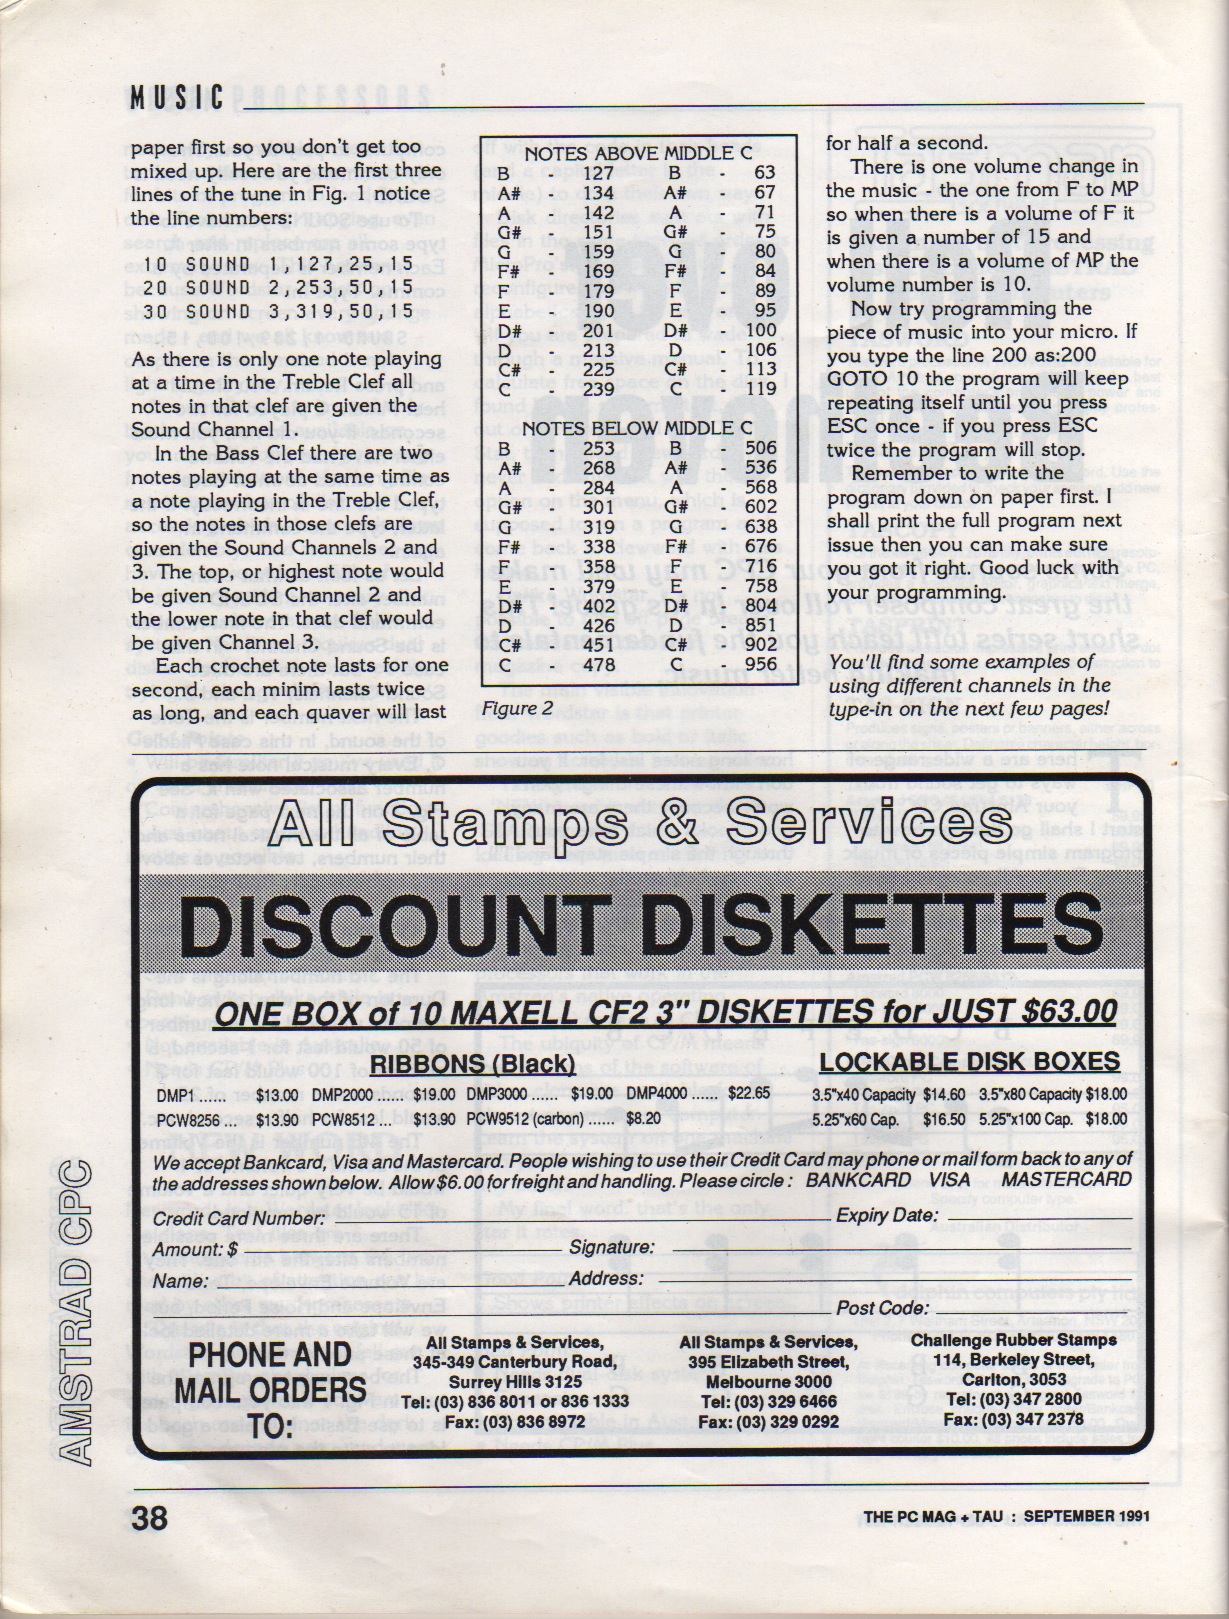 MUSIC
paper first so you don't get too
mixed up. Here are the first three
lines of the tune in Fig. 1 notice
the line numbers:
10 SOUND 1,127,25,15
20 SOUND 2,253,50,15
30 SOUND 3,319,50,15
As there is only one note playing
at a time in the Treble Clef all
notes in that clef are given the
Sound Channel 1.
In the Bass Clef there are two
notes playing at the same time as
a note playing in the Treble Clef,
so the notes in those clefs are
given the Sound Channels 2 and
3. The top, or highest note would
be given Sound Channel 2 and
the lower note in that clef would
be given Channel 3.
Each crochet note lasts for one
second, each minim lasts twice
as long, and each quaver will last
NOTES ABOVE MIDDLE C
B - 127 B - 63
A# - 134 A# - 67
A - 142 A - 71
G# - 151 G# - 75
G - 159 G - 80
F# - 169 F# - 84
F - 179 F - 89
E - 190 E - 95
D# - 201 D# - 100
D - 213 D - 106
C# - 225 C# - 113
C - 239 C - 119
NOTES BELOW MIDDLE C
B - 253 B - 506
A# - 268 A# - 536
A - 284 A - 568
G# - 301 G# - 602
G - 319 G - 638
F# - 338 F# - 676
F - 358 F - 716
E - 379 E - 758
D# - 402 D# - 804
D - 426 D - 851
C# - 451 C# - 902
C - 478 C - 956
Figure 2
for half a second.
There is one volume change in
the music - the one from F to MP
so when there is a volume of F it
is given a number of 15 and
when there is a volume of MP the
volume number is 10.
Now try programming the
piece of music into your micro. If
you type the line 200 as:200
GOTO 10 the program will keep
repeating itself until you press
ESC once - if you press ESC
twice the program will stop.
Remember to write the
program down on paper first. I
shall print the full program next
issue then you can make sure
you got it right. Good luck with
your programming.
You'll find some examples of
using different channels in the
type-in on the next few pages!
All Stamps & Services
DISCOUNT DISKETTES
ONE BOX of 10 MAXELL CF2 3" DISKETTES for JUST $63.00
RIBBONS (Black)
DMP1 ....... $13.00 DMP2000 ....... $19.00 DMP3000 ....... $19.00 DMP4000 ...... $22.65
PCW8256 ... $13.90 PCW8512 ... $13.90 PCW9512 (carbon) ...... $8.20
LOCKABLE DISK BOXES
3.5"x40 Capacity $14.60 3.5"x80 Capacity $18.00
5.25"x60 Cap. $16.50 5.25"x100 Cap. $18.00
We accept Bankcard, Visa and Mastercard. People wishing to use their Credit Card may phone or mail form back to any of
the addresses shown below. Allow $6.00 for freight and handling. Please circle : BANKCARD VISA MASTERCARD
Credit Card Number: Expiry Date:
Amount: $ Signature:
Name: Address:
Post Code:
PHONE AND
MAIL ORDERS
TO:
All Stamps & Services,
345-349 Canterbury Road,
Surrey Hills 3125
Tel: (03) 836 8011 or 836 1333
Fax: (03) 836 8972
All Stamps & Services,
395 Elizabeth Street,
Melbourne 3000
Tel: (03) 329 6466
Fax: (03) 329 0292
Challenge Rubber Stamps
114, Berkeley Street,
Carlton, 3053
Tel: (03) 347 2800
Fax: (03) 347 2378
AMSTRAD CPC
38
THE PC MAG + TAU : SEPTEMBER 1991